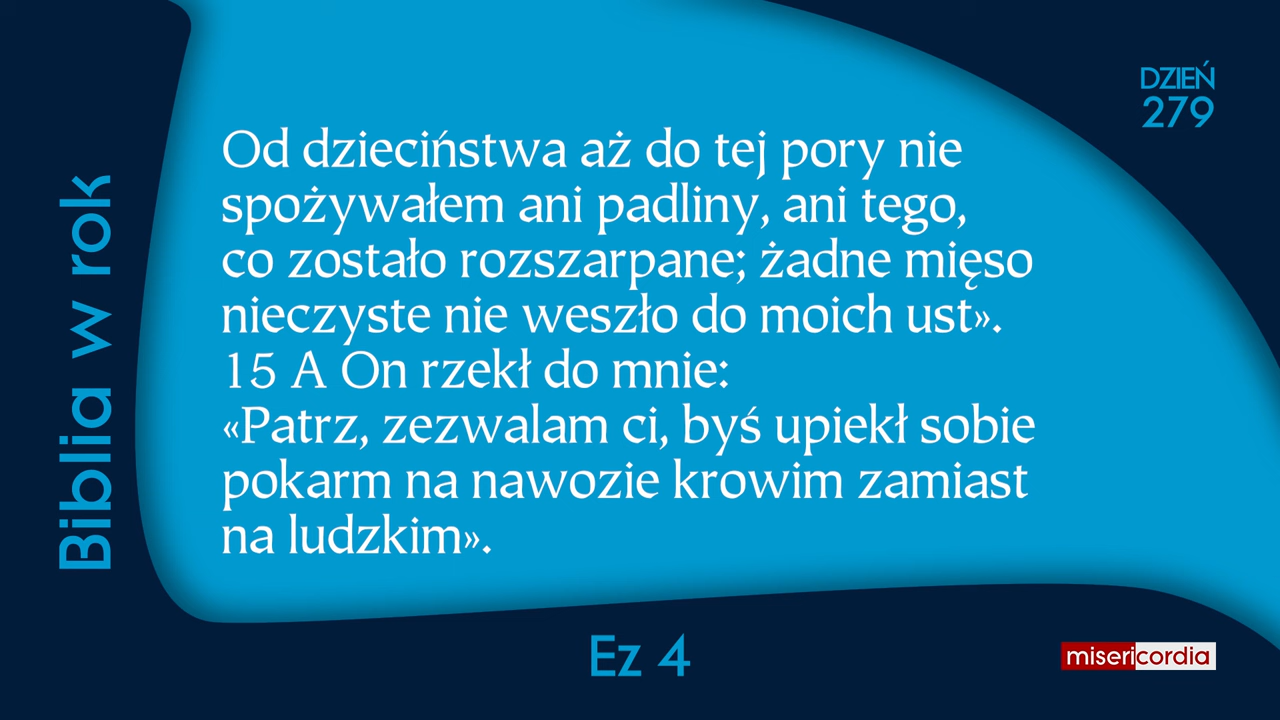 DZIEŃ
279
Od dzieciństwa aż do tej pory nie
spożywałem ani padliny, ani tego,
co zostało rozszarpane; żadne mięso
nieczyste nie weszło do moich ust».
15 A On rzekł do mnie:
«Patrz, zezwalam ci, byś upiekł sobie
pokarm na nawozie krowim zamiast
na ludzkim».
Biblia w rok
Ez 4
misericordia